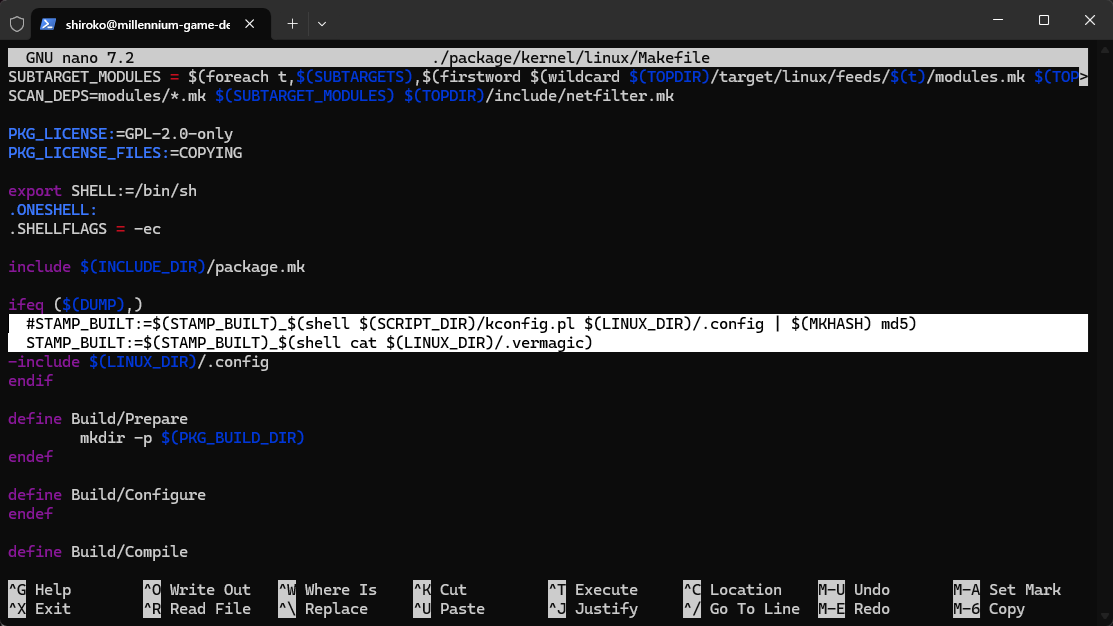 shiroko@millennium-game-de
GNU nano 7.2 ./package/kernel/linux/Makefile
SUBTARGET_MODULES = $(foreach t,$(SUBTARGETS),$(firstword $(wildcard $(TOPDIR)/target/linux/feeds/$(t)/modules.mk $(TOP>
SCAN_DEPS=modules/*.mk $(SUBTARGET_MODULES) $(TOPDIR)/include/netfilter.mk
PKG_LICENSE:=GPL-2.0-only
PKG_LICENSE_FILES:=COPYING
export SHELL:=/bin/sh
.ONESHELL:
.SHELLFLAGS = -ec
include $(INCLUDE_DIR)/package.mk
ifeq ($(DUMP),)
  #STAMP_BUILT:=$(STAMP_BUILT)_$(shell $(SCRIPT_DIR)/kconfig.pl $(LINUX_DIR)/.config | $(MKHASH) md5)
  STAMP_BUILT:=$(STAMP_BUILT)_$(shell cat $(LINUX_DIR)/.vermagic)
-include $(LINUX_DIR)/.config
endif
define Build/Prepare
        mkdir -p $(PKG_BUILD_DIR)
endef
define Build/Configure
endef
define Build/Compile
^G Help ^O Write Out ^W Where Is ^K Cut ^T Execute ^C Location M-U Undo M-A Set Mark
^X Exit ^R Read File ^\ Replace ^U Paste ^J Justify ^/ Go To Line M-E Redo M-6 Copy